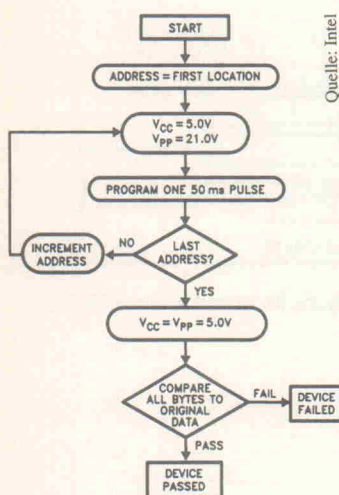 START
ADDRESS = FIRST LOCATION
VCC = 5.0V
VPP = 21.0V
PROGRAM ONE 50 ms PULSE
INCREMENT
ADDRESS
NO
LAST
ADDRESS?
YES
VCC = VPP = 5.0V
COMPARE
ALL BYTES TO
ORIGINAL
DATA
FAIL
DEVICE
FAILED
PASS
DEVICE
PASSED
Quelle: Intel